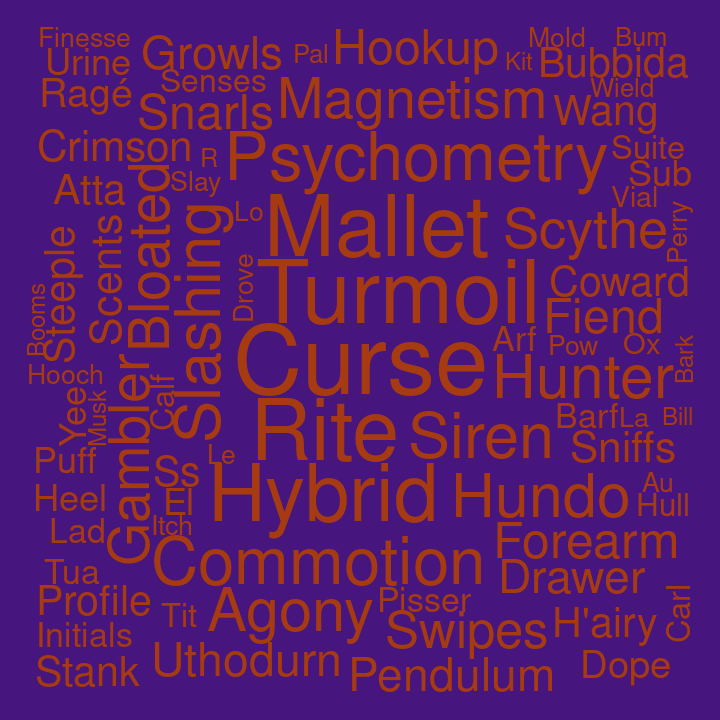 Finesse
Urine
Growls
Pal
Hookup
Kit
Mold
Bum
Bubbida
Ragé
Senses
Snarls
Magnetism
Wield
Wang
Crimson
R
Psychometry
Suite
Sub
Atta
Slay
Vial
Perry
Lo
Mallet
Scythe
Bloated
Scents
Steeple
Slashing
Drove
Turmoil
Coward
Fiend
Rooms
Arf
Pow
Ox
Bark
Curse
Hunter
Hooch
Yee
Musk
Calf
Gambler
Rite
Siren
Barf
La
Bill
Sniffs
Puff
Ss
Le
Heel
El
Hybrid
Hundo
Au
Hull
Lad
Itch
Commotion
Forearm
Tua
Drawer
Profile
Tit
Agony
Pisser
Carl
Initials
Swipes
H'airy
Stank
Uthodurn
Pendulum
Dope